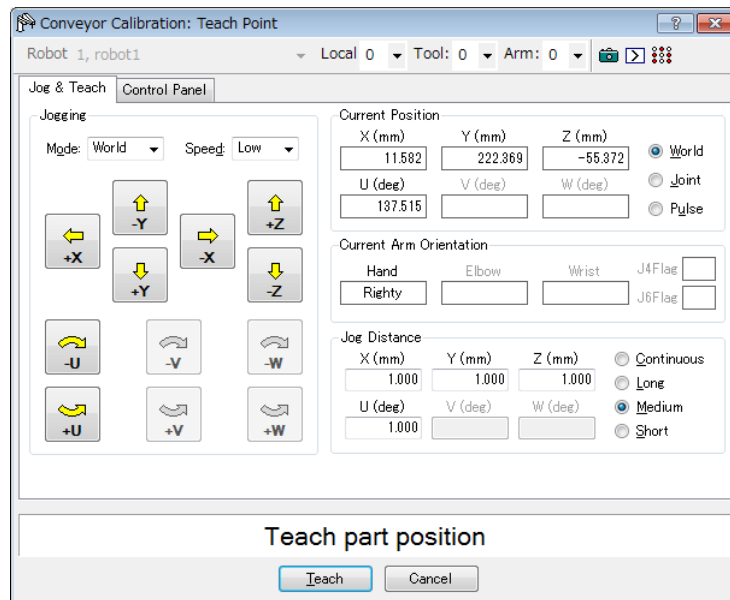 Conveyor Calibration: Teach Point
Robot 1, robot1 Local 0 Tool: 0 Arm: 0
Jog & Teach Control Panel
Jogging
Mode: World Speed: Low
+X -Y -X +Z
+Y -Z
-U -V -W
+U +V +W
Current Position
X (mm) Y (mm) Z (mm)
11.582 222.369 -55.372
U (deg) V (deg) W (deg)
137.515
World
Joint
Pulse
Current Arm Orientation
Hand Elbow Wrist J4Flag
Righty J6Flag
Jog Distance
X (mm) Y (mm) Z (mm)
1.000 1.000 1.000
U (deg) V (deg) W (deg)
1.000
Continuous
Long
Medium
Short
Teach part position
Teach Cancel